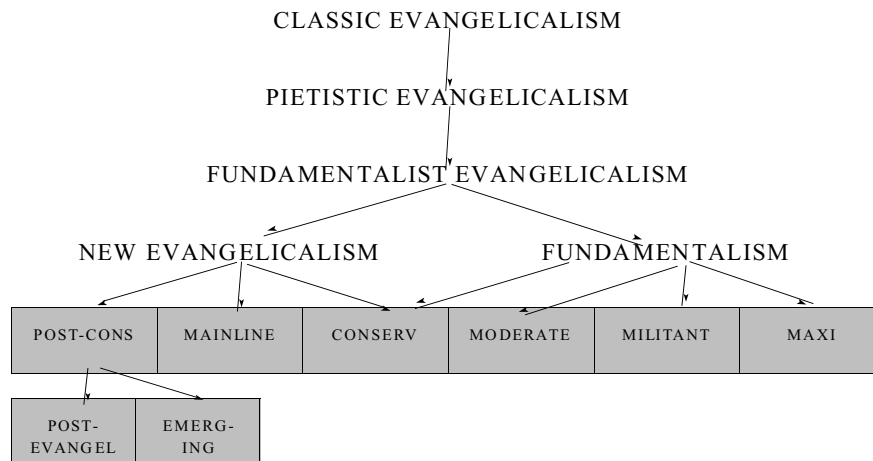 CLASSIC EVANGELICALISM
PIETISTIC EVANGELICALISM
FUNDAMENTALIST EVANGELICALISM
NEW EVANGELICALISM FUNDAMENTALISM
POST-CONS MAINLINE CONSERV MODERATE MILITANT MAXI
POST-
EVANGEL
EMERG-
ING